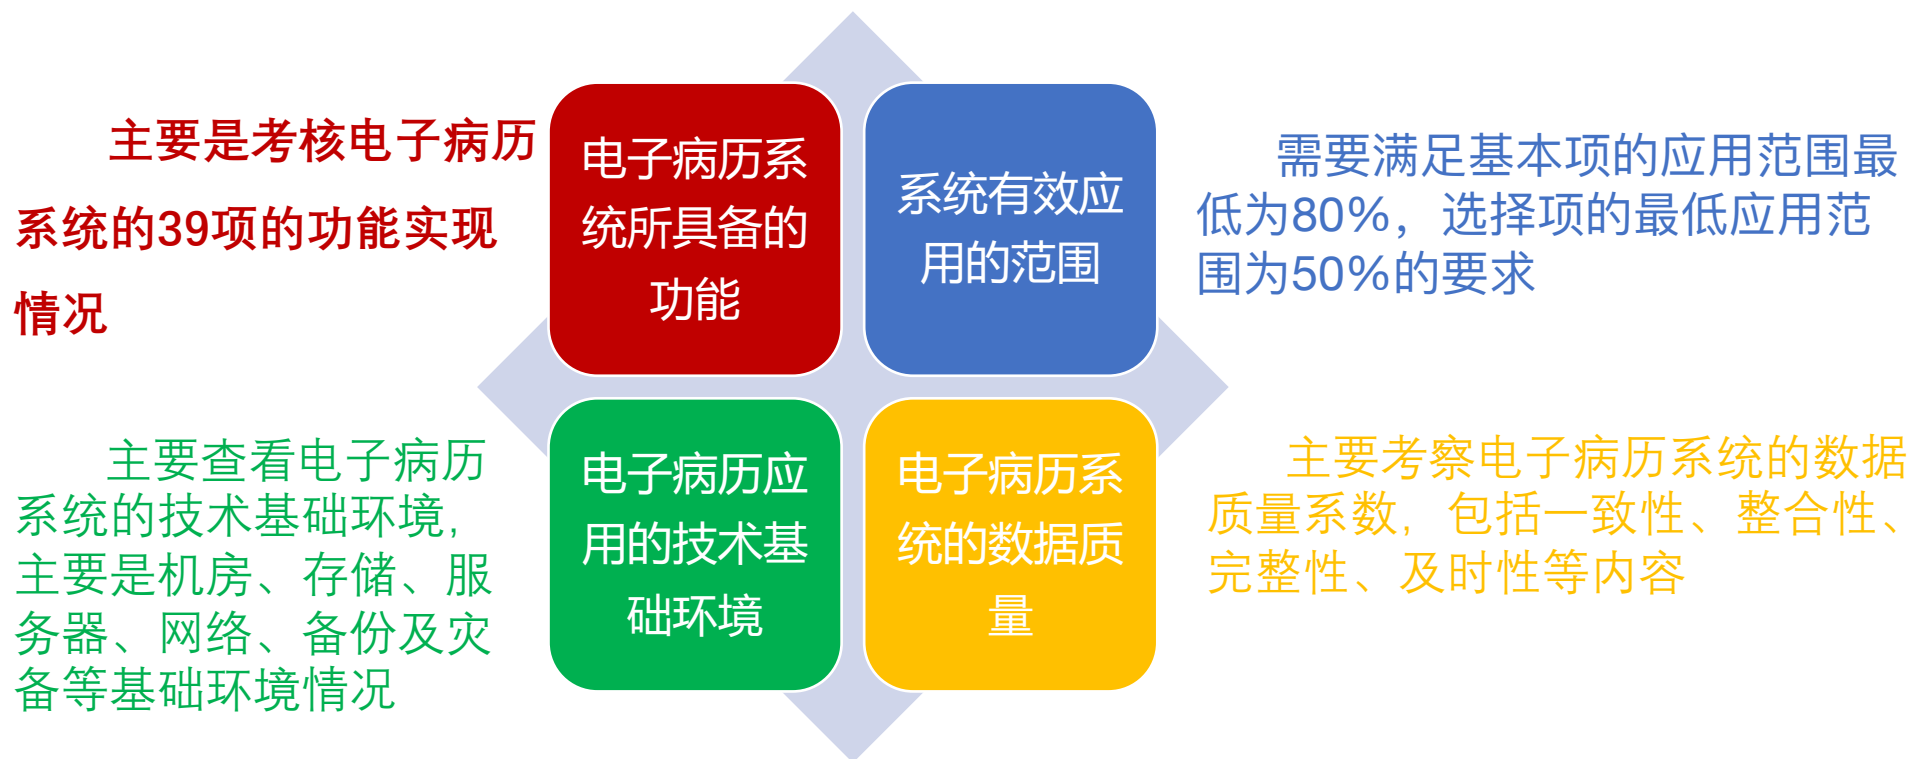 主要是考核电子病历
系统的39项的功能实现
情况
电子病历系
统所具备的
功能
系统有效应
用的范围
需要满足基本项的应用范围最
低为80%，选择项的最低应用范
围为50%的要求
主要查看电子病历
系统的技术基础环境，
主要是机房、存储、服
务器、网络、备份及灾
备等基础环境情况
电子病历应
用的技术基
础环境
电子病历系
统的数据质
量
主要考察电子病历系统的数据
质量系数，包括一致性、整合性、
完整性、及时性等内容